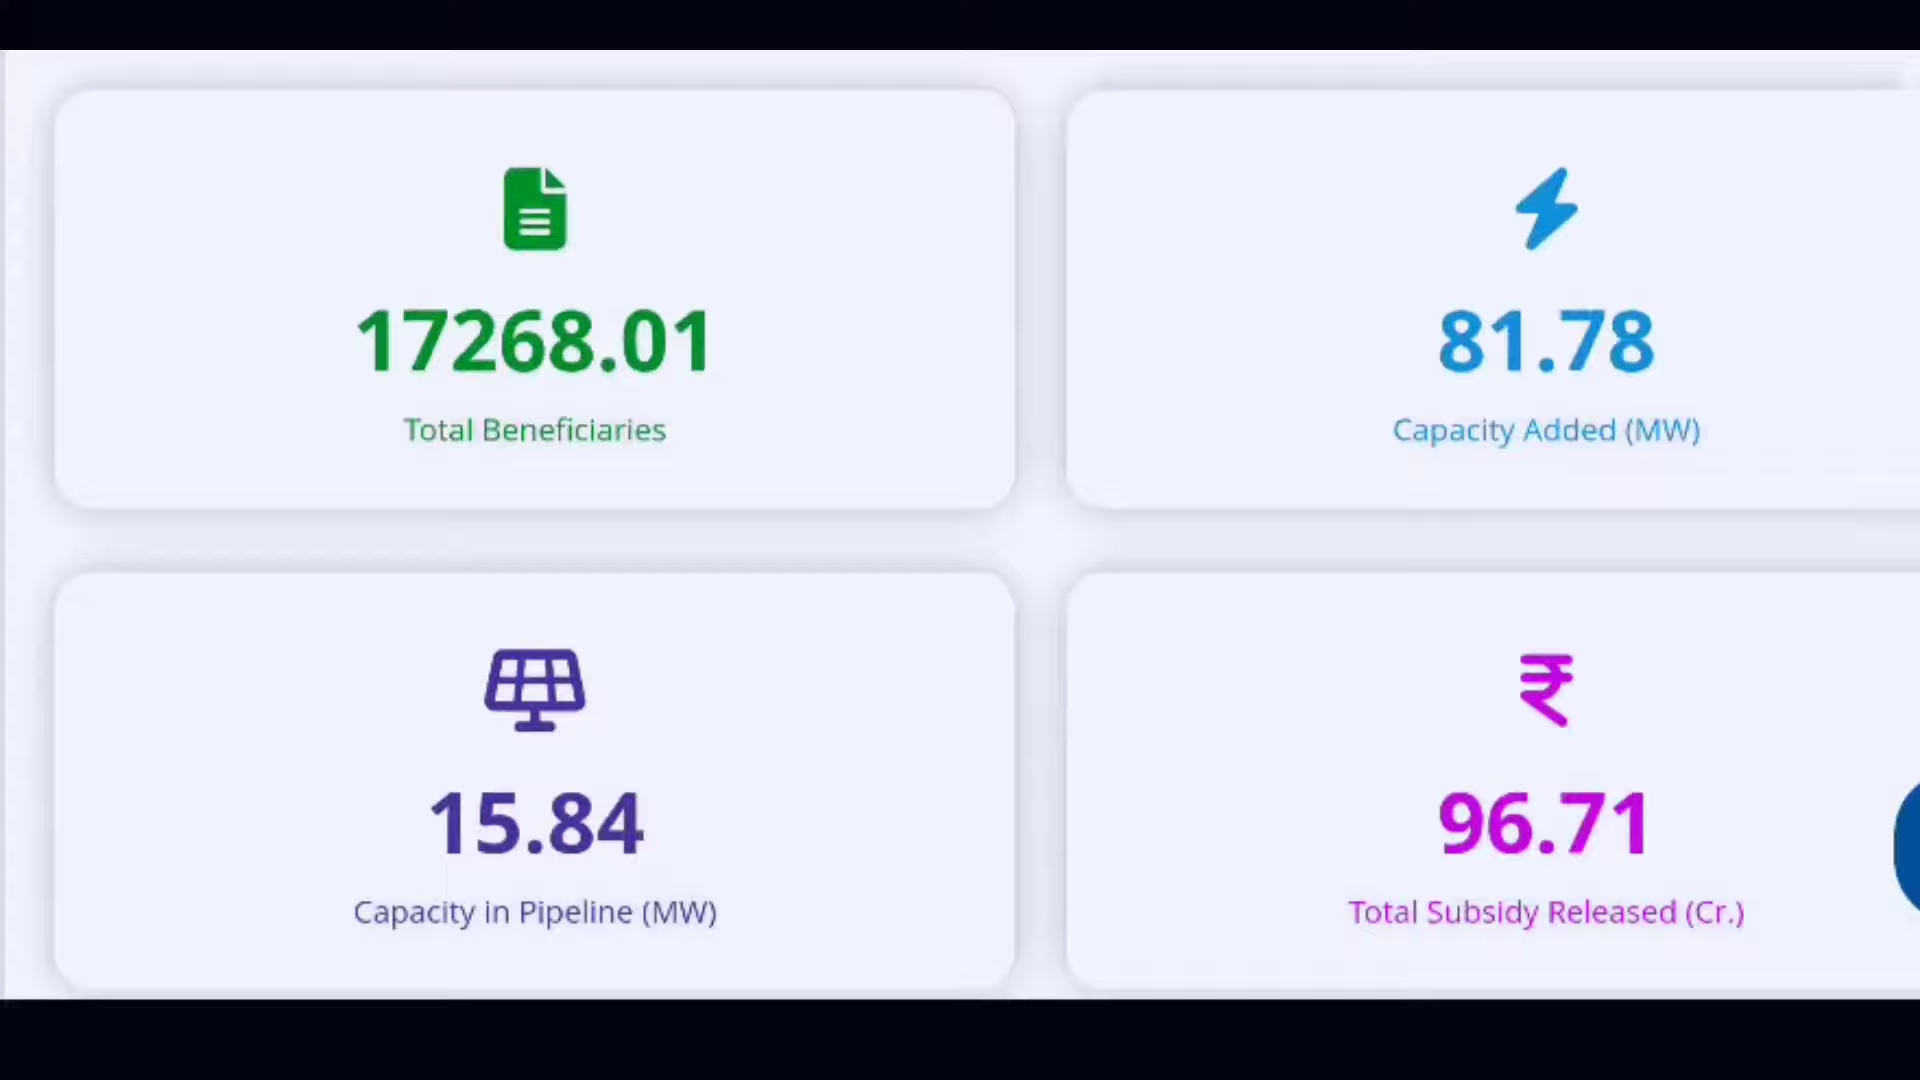 17268.01
Total Beneficiaries
81.78
Capacity Added (MW)
15.84
Capacity in Pipeline (MW)
₹
96.71
Total Subsidy Released (Cr.)